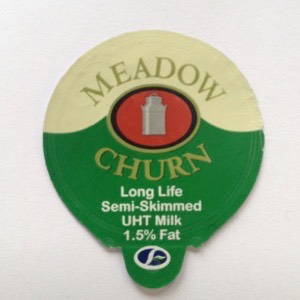 MEADOW
CHURN
Long Life
Semi-Skimmed
UHT Milk
1.5% Fat